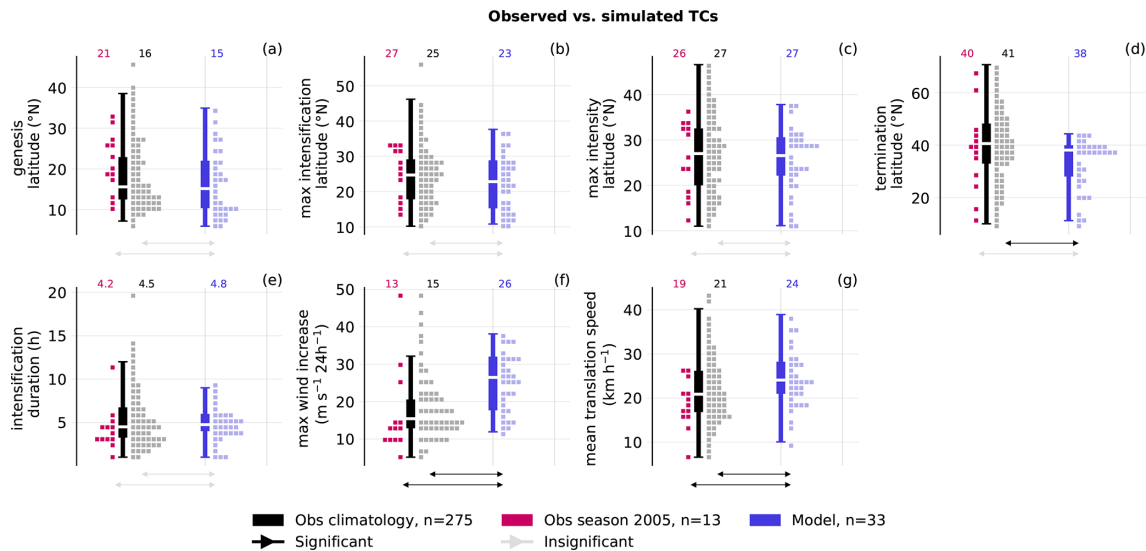 Observed vs. simulated TCs
21 16 15 (a)
27 25 23 (b)
26 27 27 (c)
40 41 38 (d)
genesis
latitude (°N)
40
30
20
10
max intensification
latitude (°N)
50
40
30
20
10
max intensity
latitude (°N)
40
30
20
10
termination
latitude (°N)
60
40
20
4.2 4.5 4.8 (e)
13 15 26 (f)
19 21 24 (g)
intensification
duration (h)
20
15
10
5
max wind increase
(m s⁻¹ 24h⁻¹)
50
40
30
20
10
mean translation speed
(km h⁻¹)
40
30
20
10
Obs climatology, n=275 Obs season 2005, n=13 Model, n=33
Significant Insignificant